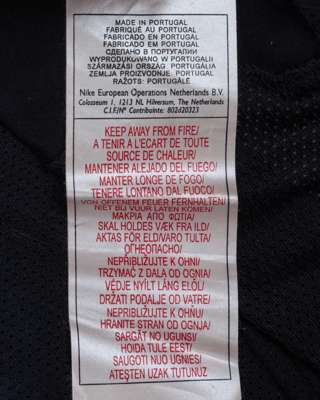 MADE IN PORTUGAL
FABRIQUÉ AU PORTUGAL
FABRICADO EN PORTUGAL
FABRICADO EM PORTUGAL
СДЕЛАНО В ПОРТУГАЛИИ
WYPRODUKOWANO W PORTUGALII
SZÁRMAZÁSI ORSZÁG: PORTUGÁLIA
ZEMLJA PROIZVODNJE: PORTUGAL
RAŽOTS: PORTUGĀLE
Nike European Operations Netherlands B.V.
Colosseum 1, 1213 NL Hilversum, The Netherlands
C.I.F/Nº Contribuinte: 802d20323
KEEP AWAY FROM FIRE/
A TENIR A L'ECART DE TOUTE
SOURCE DE CHALEUR/
MANTENER ALEJADO DEL FUEGO/
MANTER LONGE DE FOGO/
TENERE LONTANO DAL FUOCO/
VON OFFENEM FEUER FERNHALTEN/
NIET BIJ VUUR LATEN KOMEN/
ΜΑΚΡΙΑ ΑΠΟ ΦΩΤΙΑ/
SKAL HOLDES VÆK FRA ILD/
AKTAS FÖR ELD/VARO TULTA/
ОГНЕОПАСНО/
NEPRIBLIŽUJTE K OHNI/
TRZYMAĆ Z DALA OD OGNIA/
VÉDJE NYÍLT LÁNG ELŐL/
DRŽATI PODALJE OD VATRE/
NEPŘIBLIŽUJTE K OHNI/
HRANITE STRAN OD OGNJA/
SARGĀT NO UGUNS/
HOIDA TULE EEST/
SAUGOTI NUO UGNIES/
ATEŞTEN UZAK TUTUNUZ